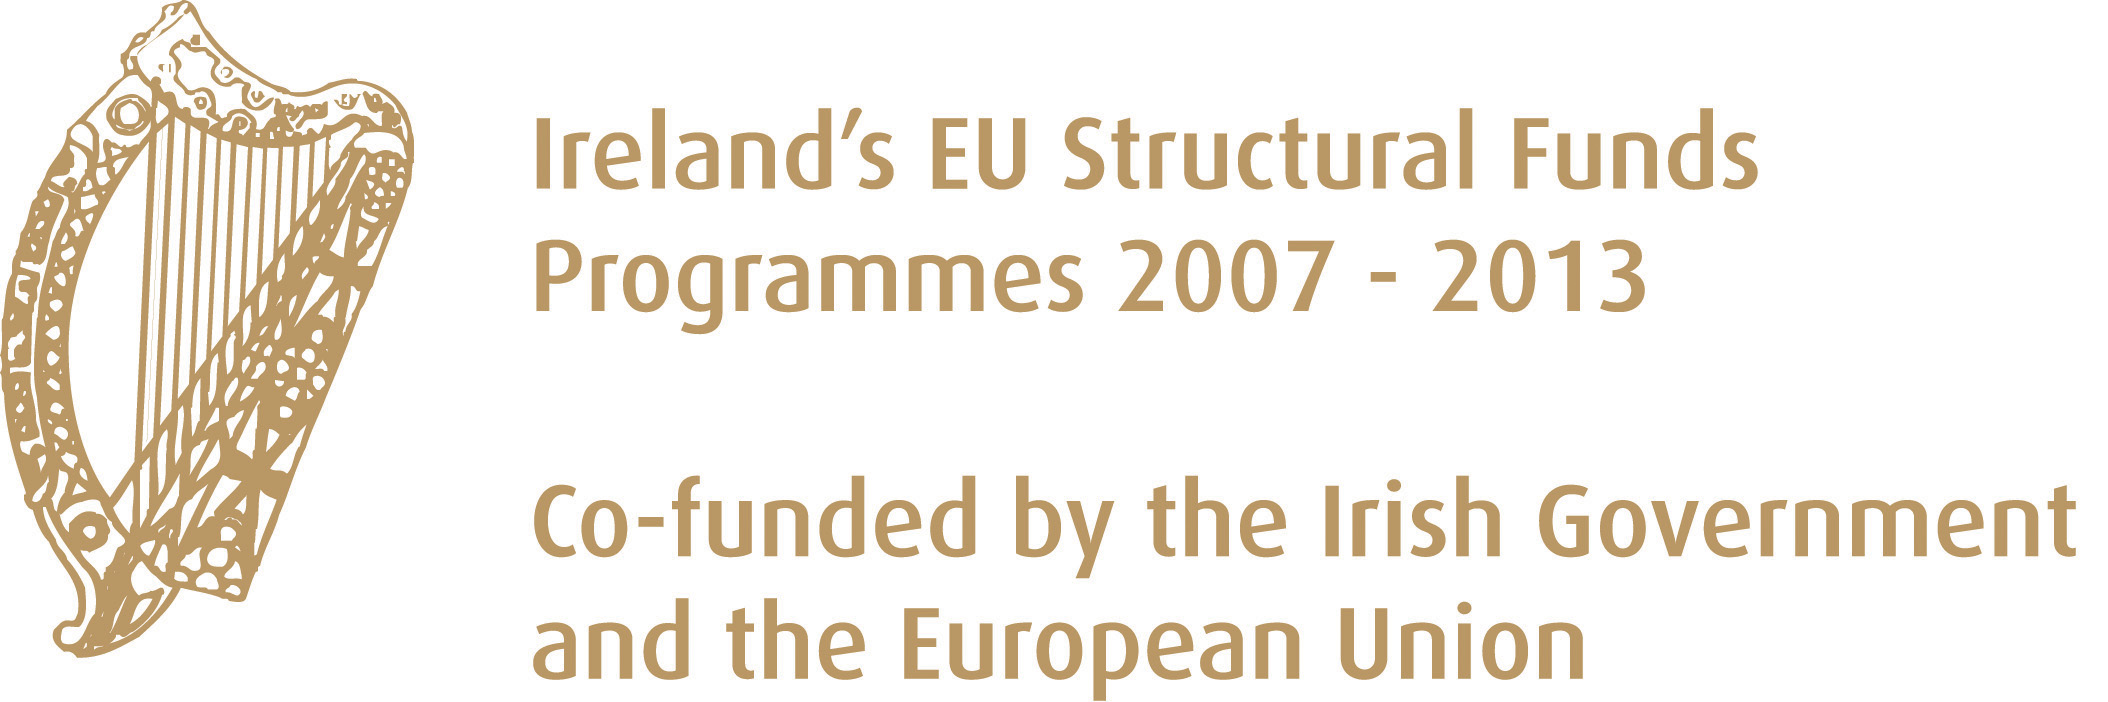 Ireland’s EU Structural Funds
Programmes 2007 - 2013
Co-funded by the Irish Government
and the European Union